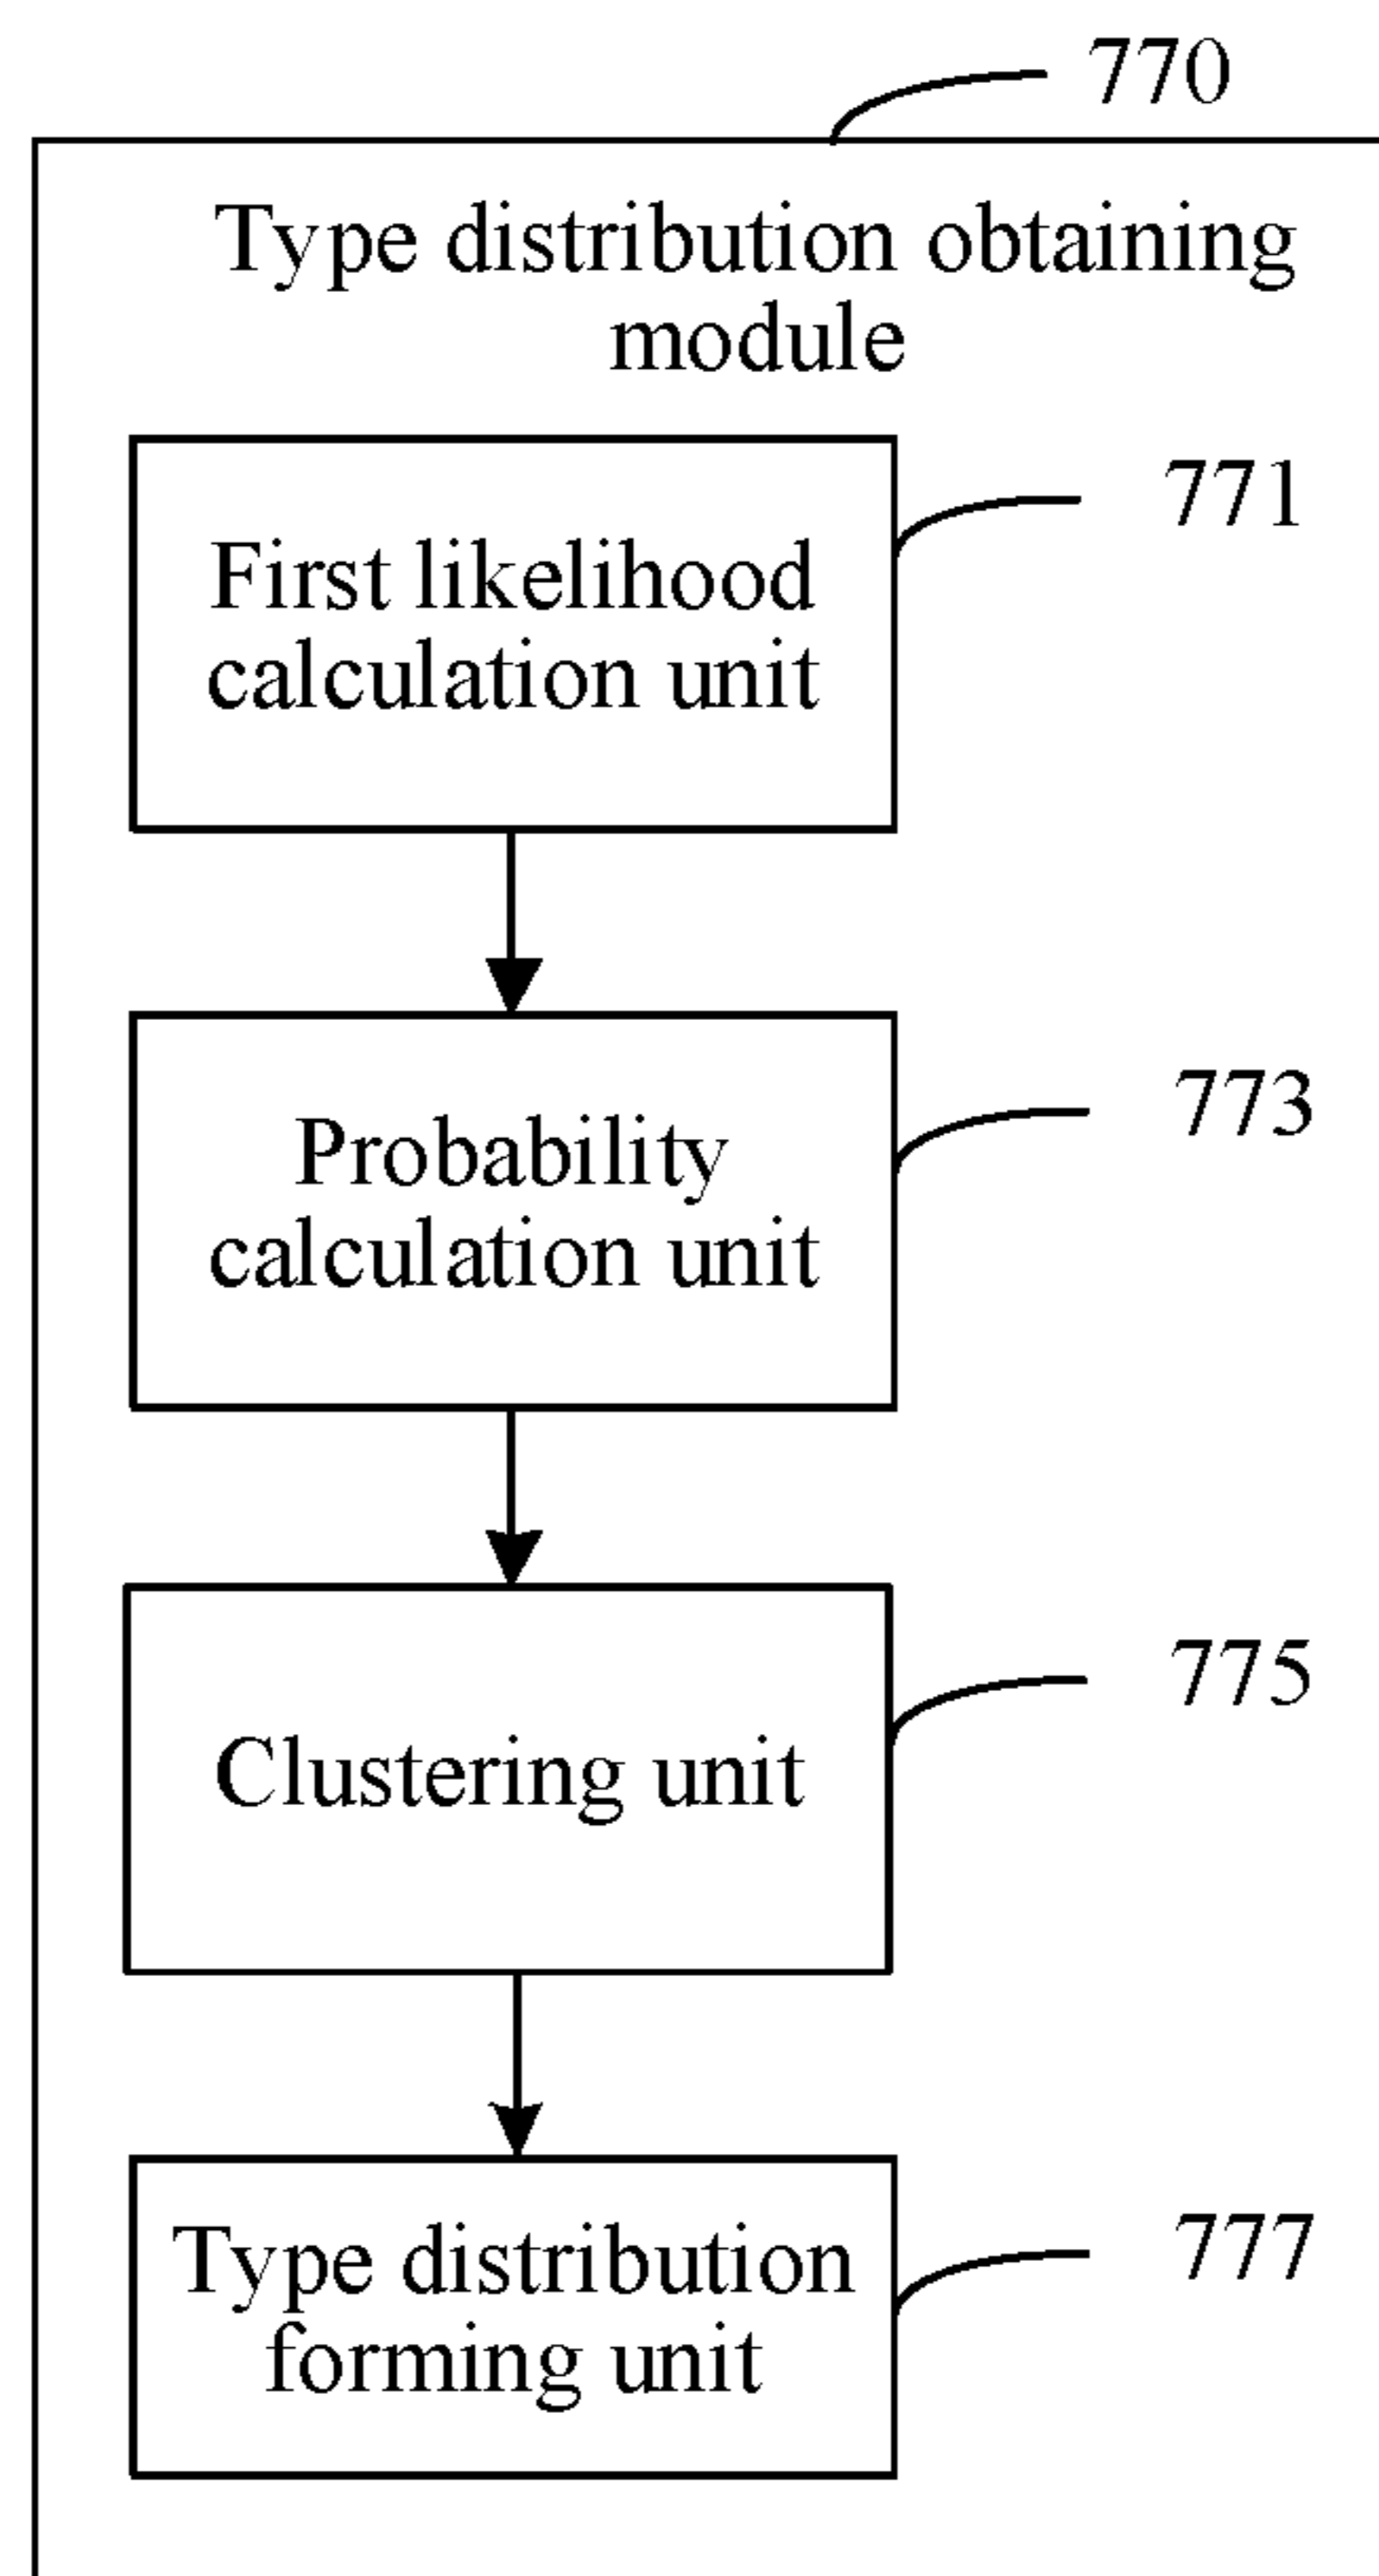 770
Type distribution obtaining
module
771
First likelihood
calculation unit
773
Probability
calculation unit
775
Clustering unit
777
Type distribution
forming unit